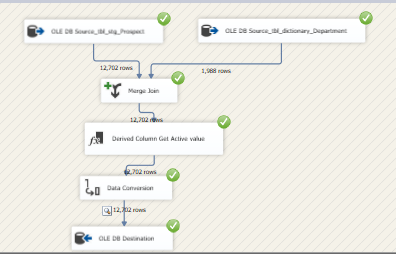 OLE DB Source_tbl_stg_Prospect
OLE DB Source_tbl_dictionary_Department
12,702 rows
1,988 rows
Merge Join
12,702 rows
fx
Derived Column Get Active value
12,702 rows
Data Conversion
12,702 rows
OLE DB Destination